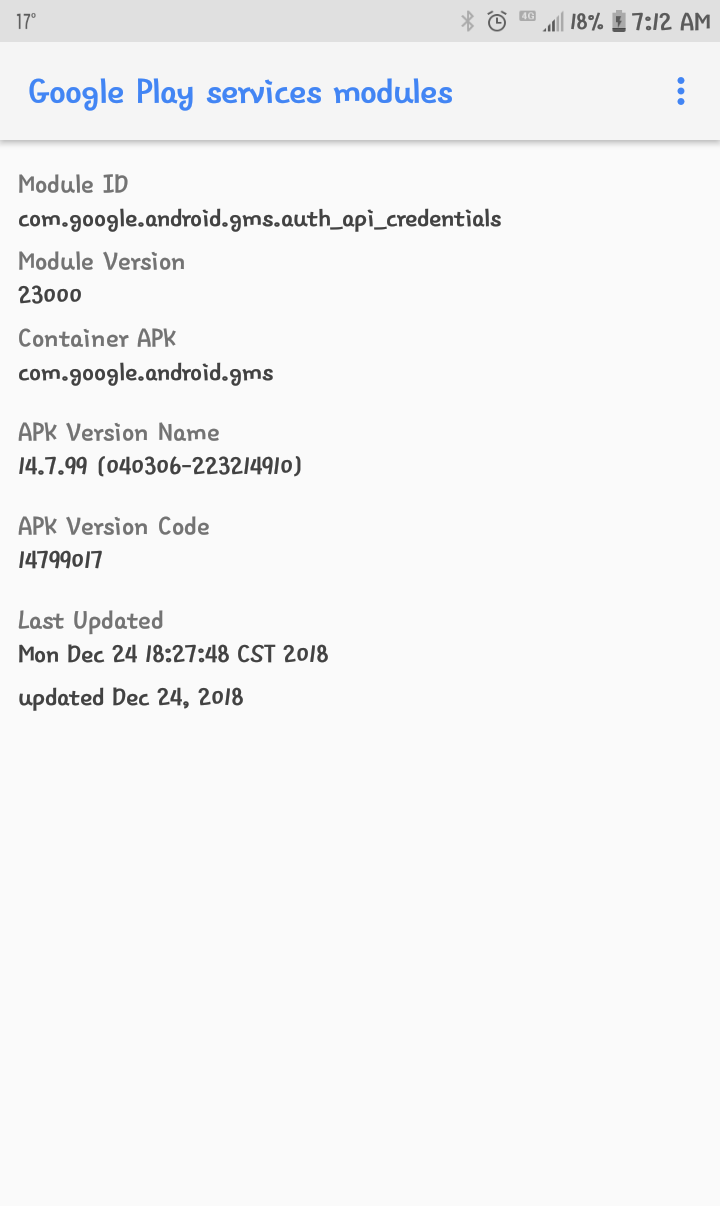 17°
4G 18% 7:12 AM
Google Play services modules
Module ID
com.google.android.gms.auth_api_credentials
Module Version
23000
Container APK
com.google.android.gms
APK Version Name
14.7.99 (040306-223214910)
APK Version Code
14799017
Last Updated
Mon Dec 24 18:27:48 CST 2018
updated Dec 24, 2018